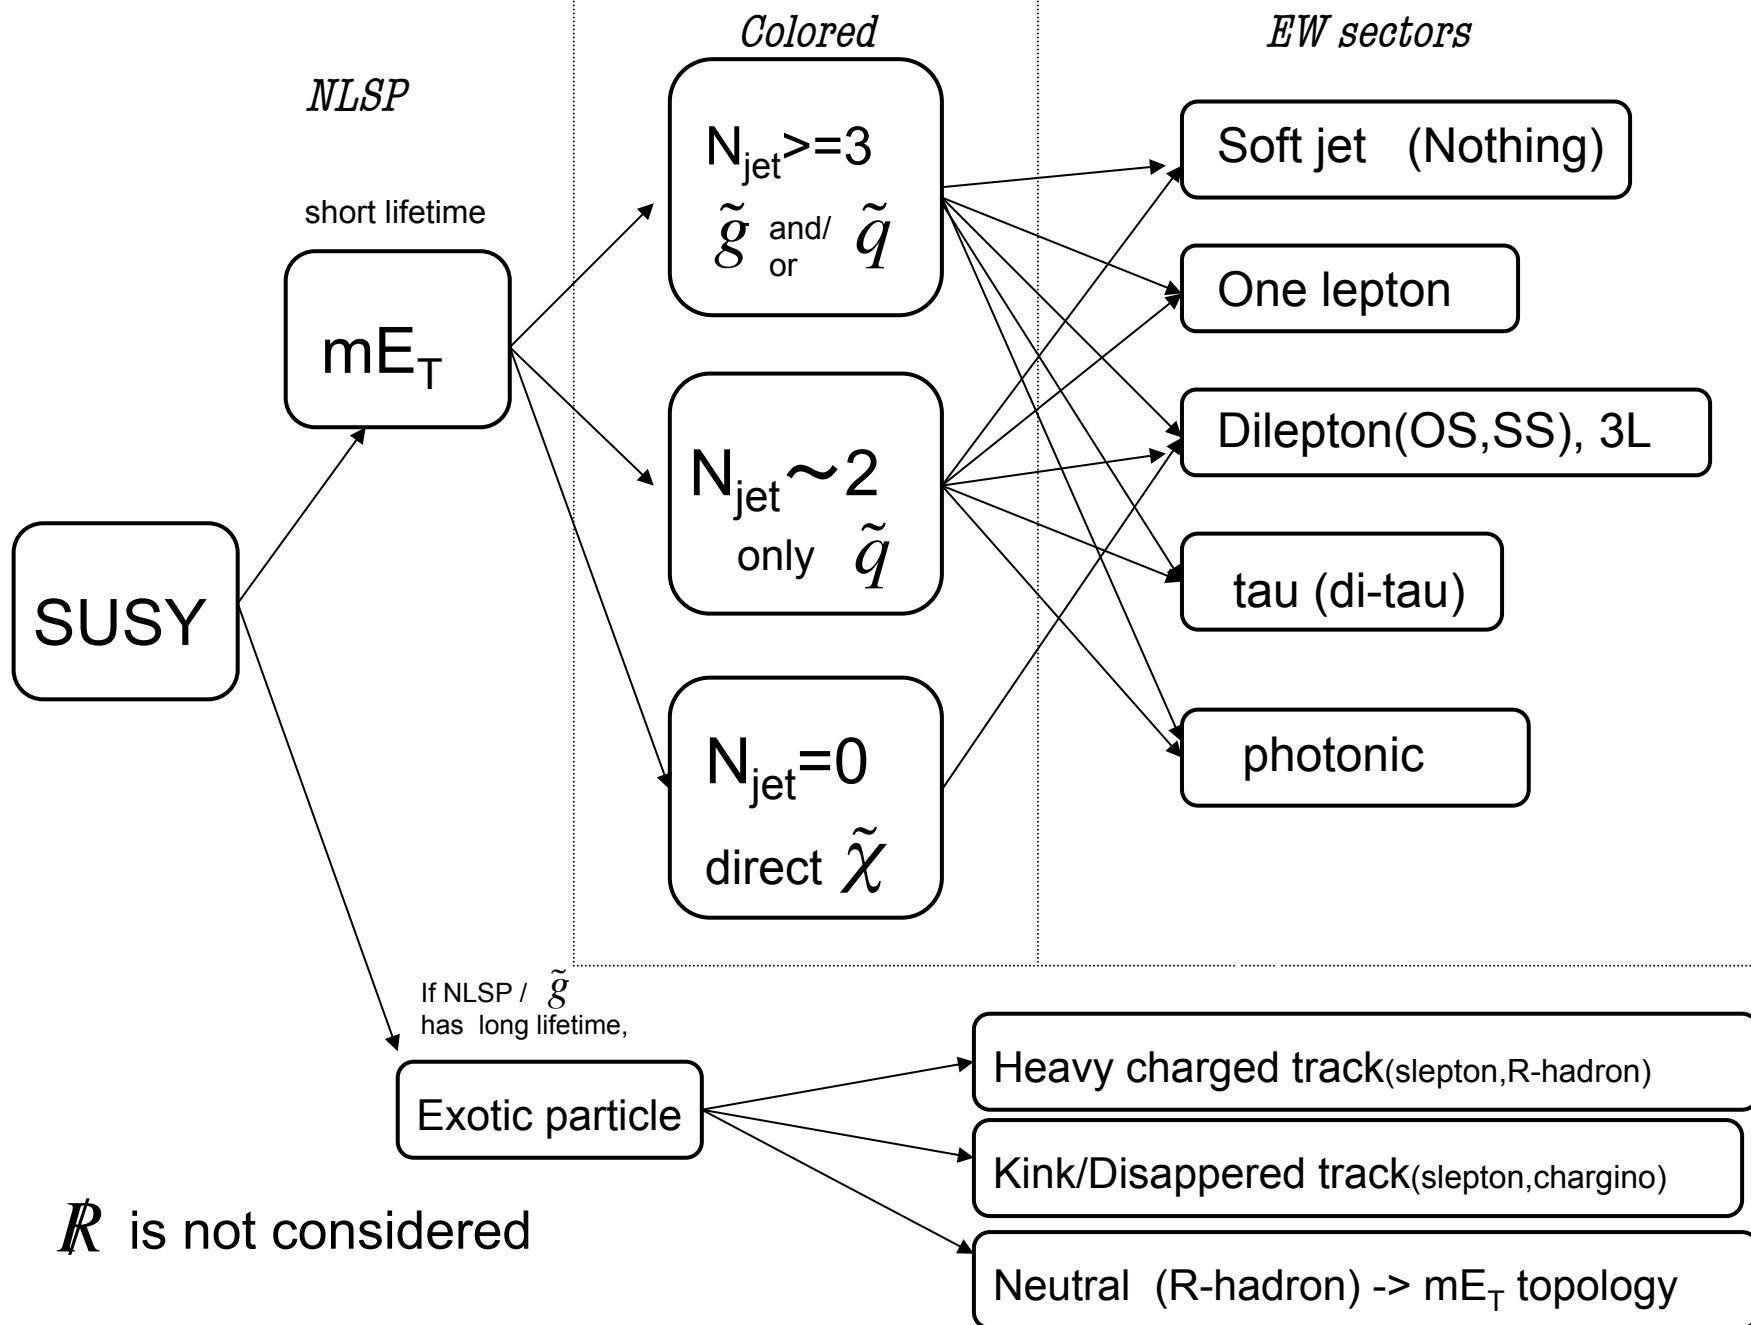 Colored
EW sectors
NLSP
short lifetime
mE_T
SUSY
N_jet>=3
g̃ and/ or q̃
N_jet~2
only q̃
N_jet=0
direct χ̃
Soft jet (Nothing)
One lepton
Dilepton(OS,SS), 3L
tau (di-tau)
photonic
If NLSP / g̃
has long lifetime,
Exotic particle
Heavy charged track(slepton,R-hadron)
Kink/Disappered track(slepton,chargino)
Neutral (R-hadron) -> mE_T topology
R̸ is not considered